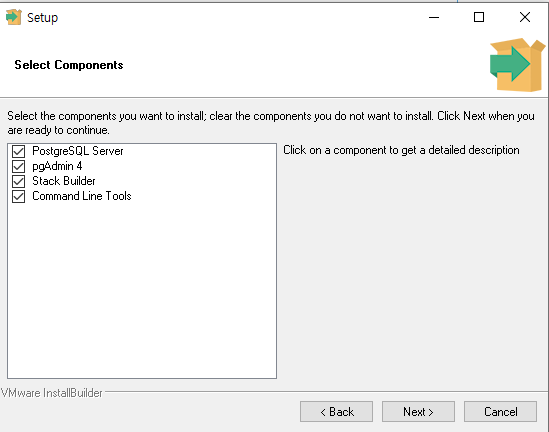 Setup
Select Components
Select the components you want to install; clear the components you do not want to install. Click Next when you
are ready to continue.
PostgreSQL Server
pgAdmin 4
Stack Builder
Command Line Tools
Click on a component to get a detailed description
VMware InstallBuilder
< Back
Next >
Cancel